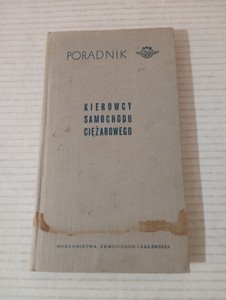 PORADNIK
KIEROWCY
SAMOCHODU
CIĘŻAROWEGO
WYDAWNICTWA KOMUNIKACJI I ŁĄCZNOŚCI